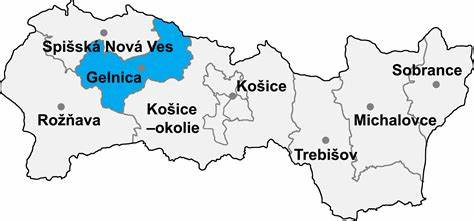 Spišská Nová Ves
Gelnica
Sobrance
Košice
Rožňava
Košice
–okolie
Michalovce
Trebišov